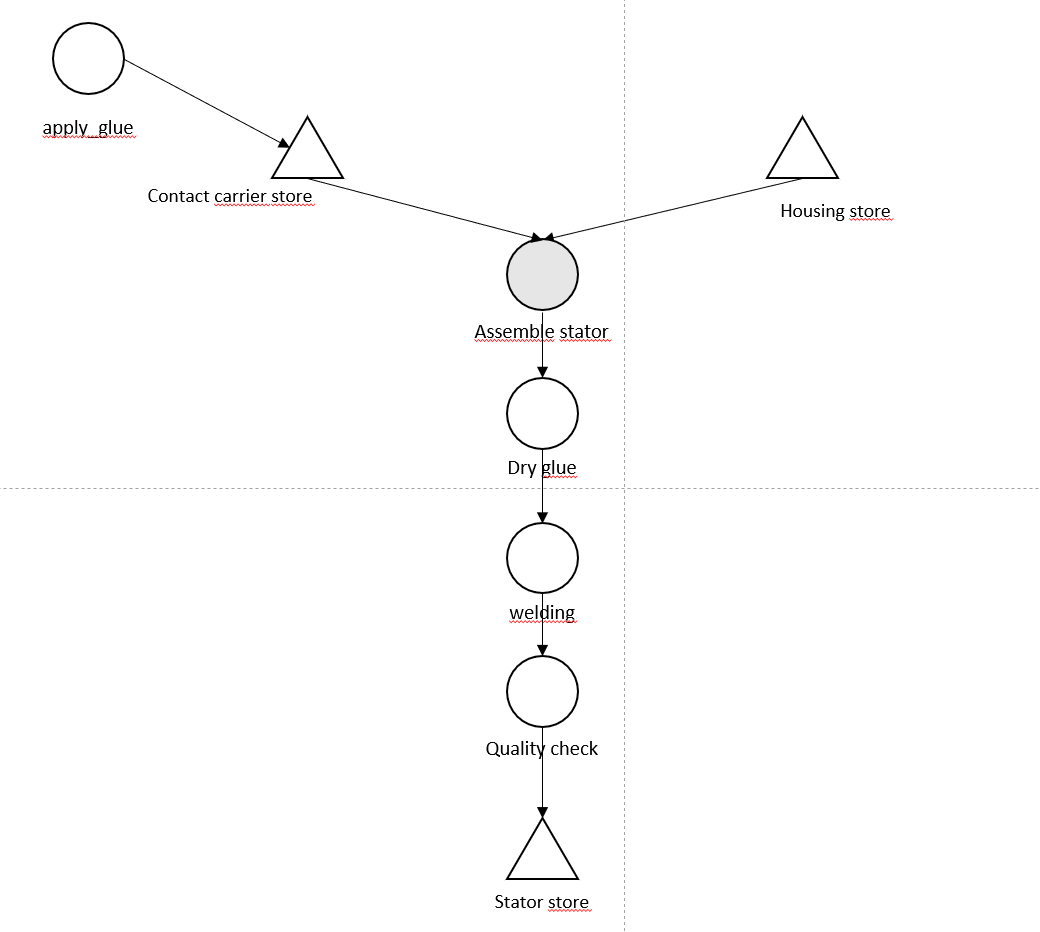 apply_glue
Contact carrier store
Housing store
Assemble stator
Dry glue
welding
Quality check
Stator store